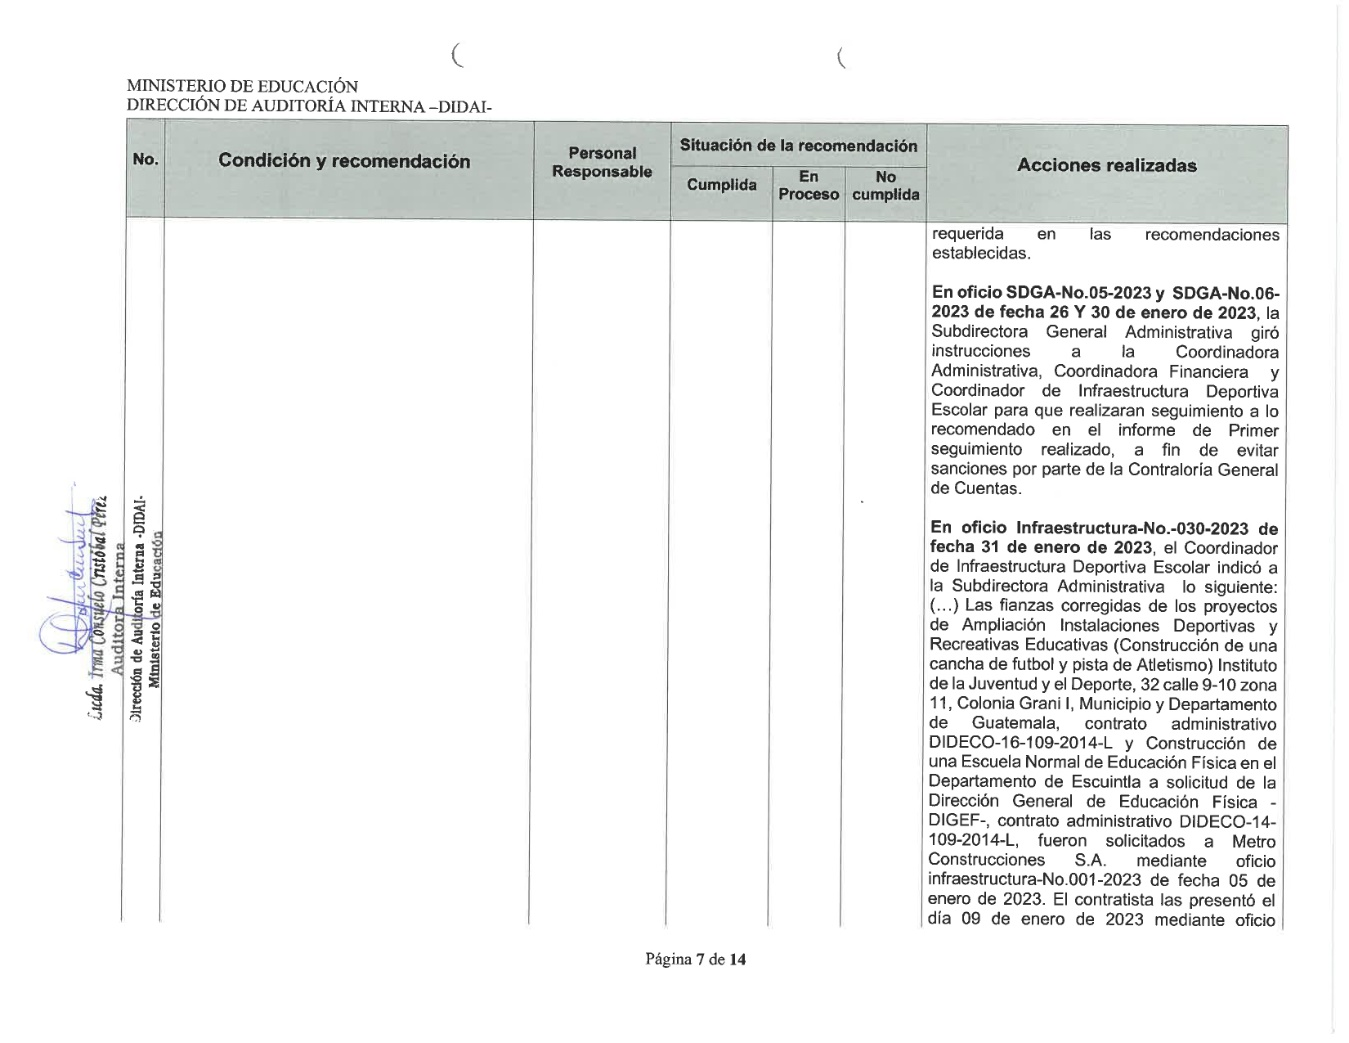 MINISTERIO DE EDUCACIÓN
DIRECCIÓN DE AUDITORÍA INTERNA –DIDAI-
No.
Condición y recomendación
Personal
Responsable
Situación de la recomendación
Cumplida
En
Proceso
No
cumplida
Acciones realizadas
requerida en las recomendaciones
establecidas.
En oficio SDGA-No.05-2023 y SDGA-No.06-
2023 de fecha 26 Y 30 de enero de 2023, la
Subdirectora General Administrativa giró
instrucciones a la Coordinadora
Administrativa, Coordinadora Financiera y
Coordinador de Infraestructura Deportiva
Escolar para que realizaran seguimiento a lo
recomendado en el informe de Primer
seguimiento realizado, a fin de evitar
sanciones por parte de la Contraloría General
de Cuentas.
En oficio Infraestructura-No.-030-2023 de
fecha 31 de enero de 2023, el Coordinador
de Infraestructura Deportiva Escolar indicó a
la Subdirectora Administrativa lo siguiente:
(...) Las fianzas corregidas de los proyectos
de Ampliación Instalaciones Deportivas y
Recreativas Educativas (Construcción de una
cancha de futbol y pista de Atletismo) Instituto
de la Juventud y el Deporte, 32 calle 9-10 zona
11, Colonia Grani I, Municipio y Departamento
de Guatemala, contrato administrativo
DIDECO-16-109-2014-L y Construcción de
una Escuela Normal de Educación Física en el
Departamento de Escuintla a solicitud de la
Dirección General de Educación Física -
DIGEF-, contrato administrativo DIDECO-14-
109-2014-L, fueron solicitados a Metro
Construcciones S.A. mediante oficio
infraestructura-No.001-2023 de fecha 05 de
enero de 2023. El contratista las presentó el
día 09 de enero de 2023 mediante oficio
Licda. Irma Consuelo Cristóbal Pérez
Auditora Interna
Dirección de Auditoría Interna -DIDAI-
Ministerio de Educación
Página 7 de 14